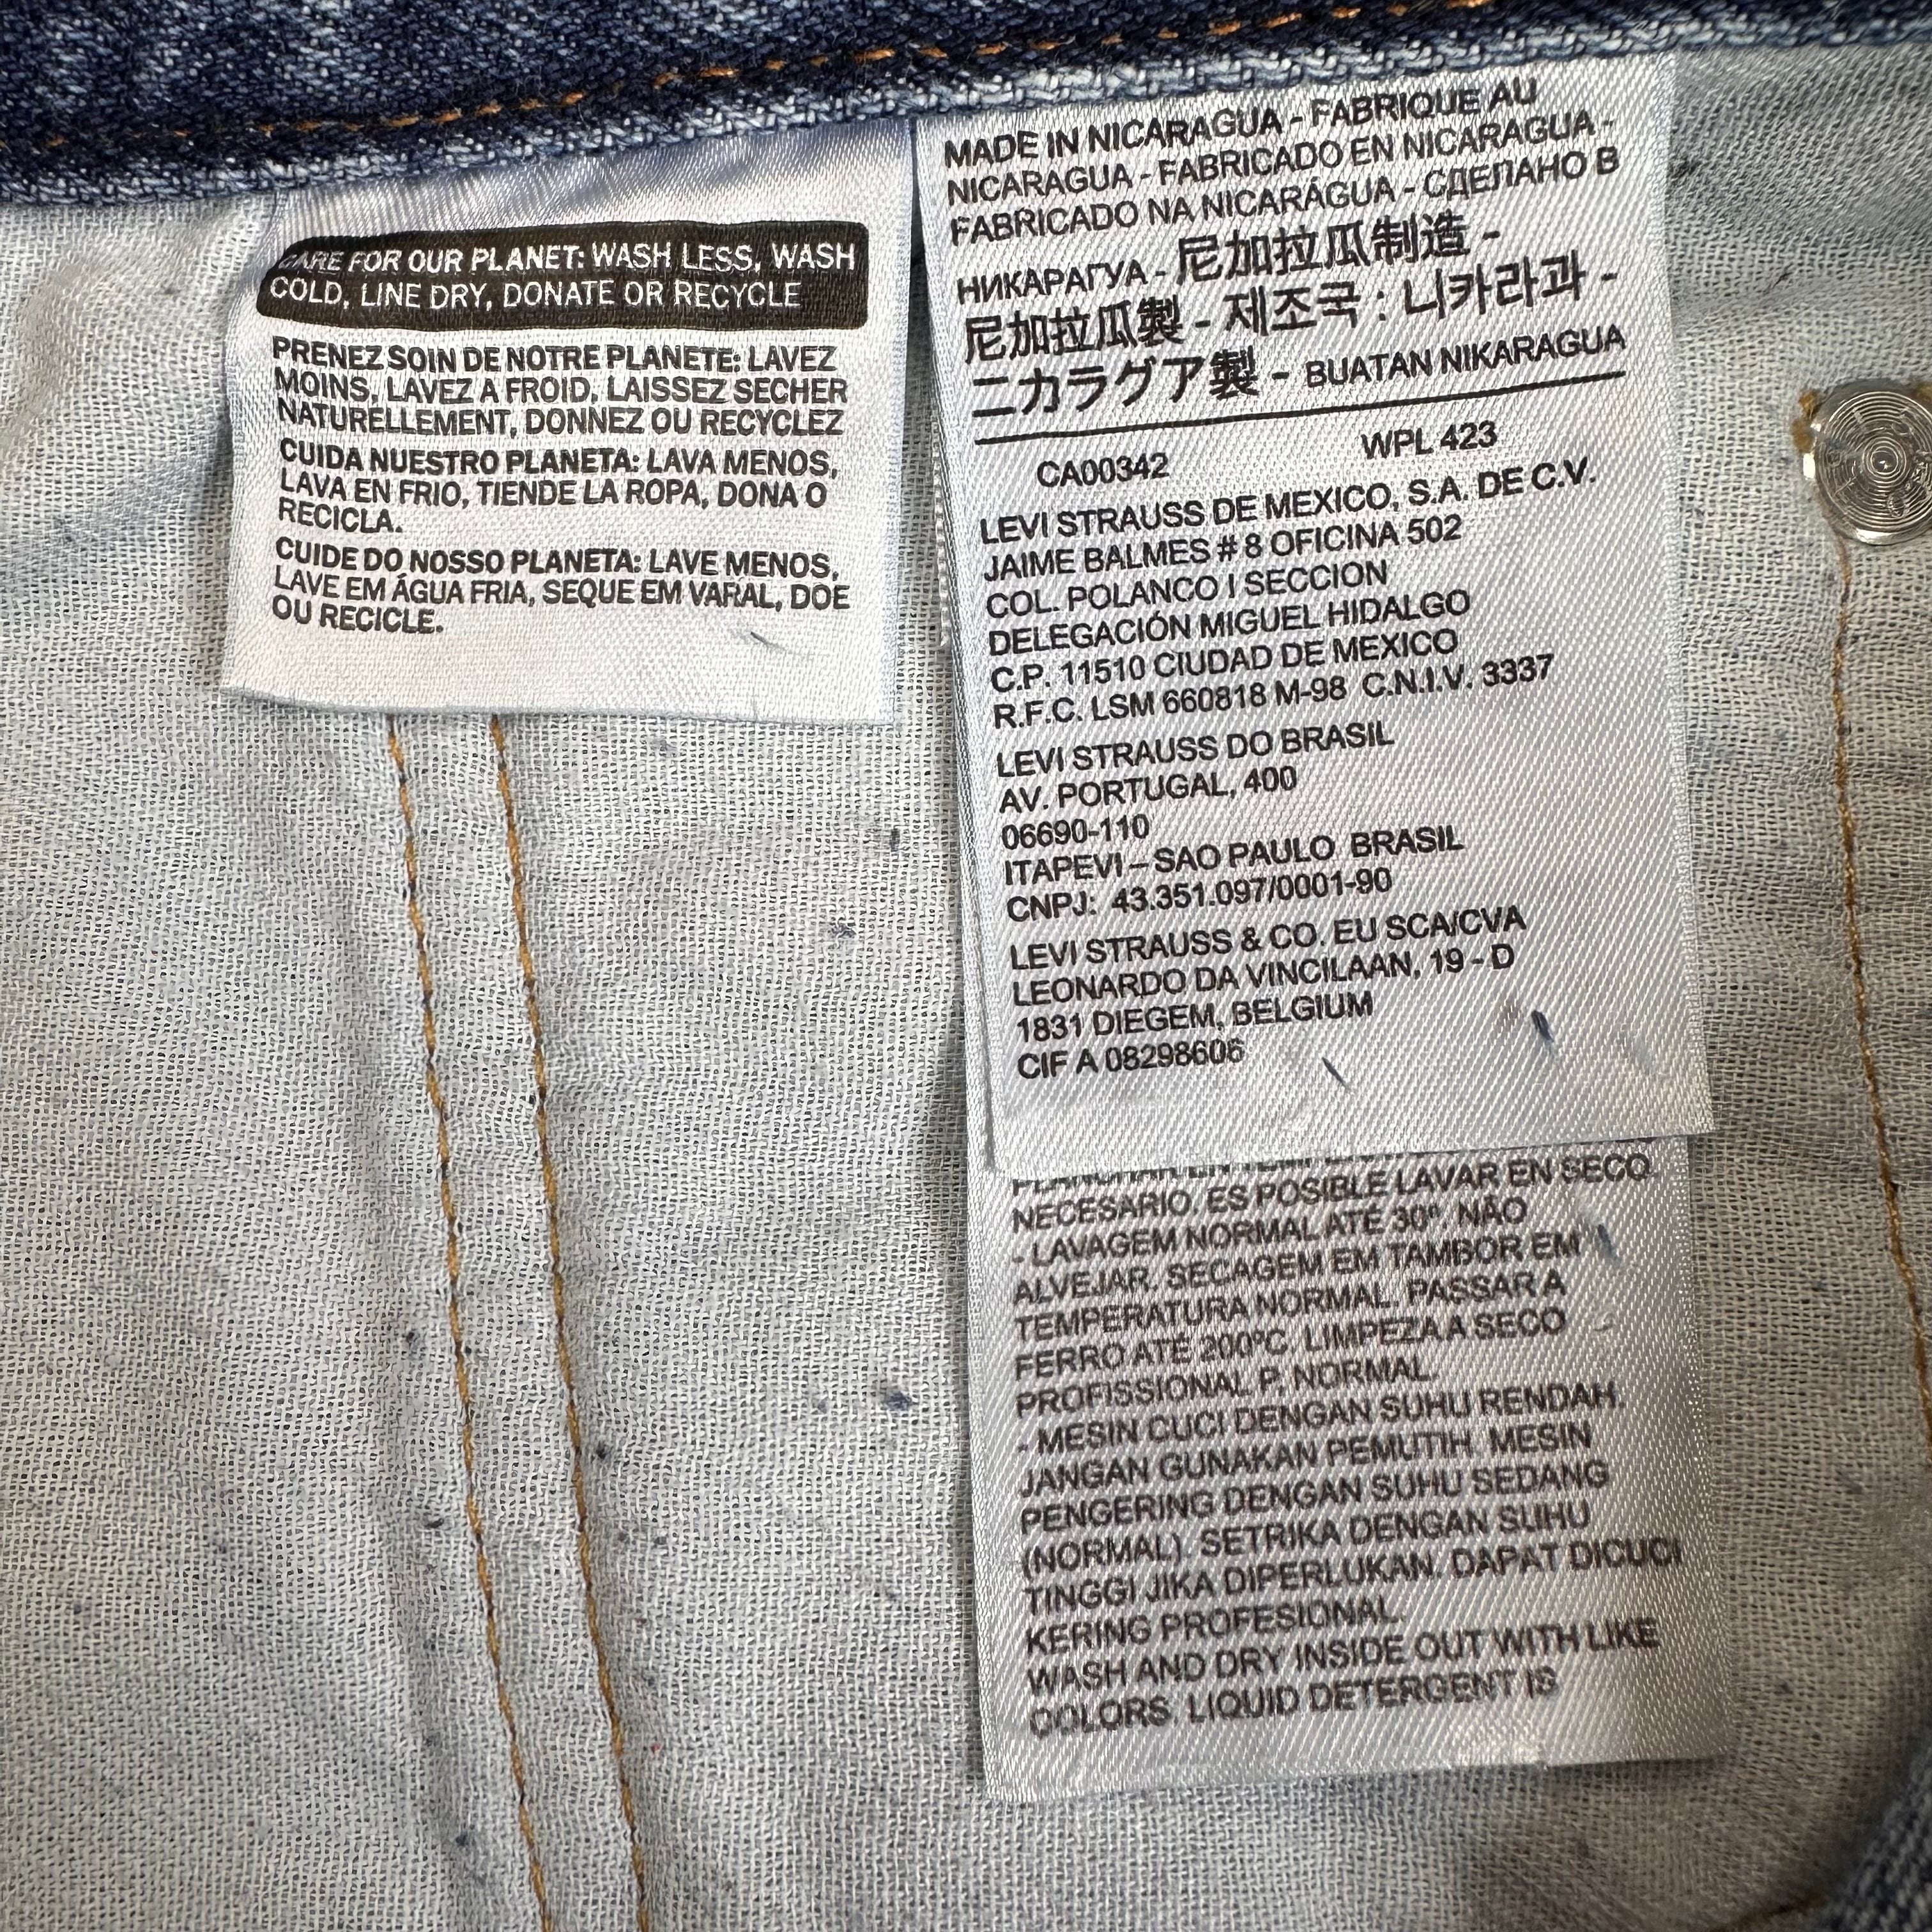 CARE FOR OUR PLANET: WASH LESS, WASH
COLD, LINE DRY, DONATE OR RECYCLE
PRENEZ SOIN DE NOTRE PLANETE: LAVEZ
MOINS, LAVEZ A FROID, LAISSEZ SECHER
NATURELLEMENT, DONNEZ OU RECYCLEZ
CUIDA NUESTRO PLANETA: LAVA MENOS,
LAVA EN FRIO, TIENDE LA ROPA, DONA O
RECICLA.
CUIDE DO NOSSO PLANETA: LAVE MENOS,
LAVE EM ÁGUA FRIA, SEQUE EM VARAL, DOE
OU RECICLE.
MADE IN NICARAGUA - FABRIQUE AU
NICARAGUA - FABRICADO EN NICARAGUA -
FABRICADO NA NICARÁGUA - СДЕЛАНО В
НИКАРАГУА - 尼加拉瓜制造 -
尼加拉瓜製 - 제조국 : 니카라과 -
ニカラグア製 - BUATAN NIKARAGUA
CA00342 WPL 423
LEVI STRAUSS DE MEXICO, S.A. DE C.V.
JAIME BALMES # 8 OFICINA 502
COL. POLANCO I SECCION
DELEGACIÓN MIGUEL HIDALGO
C.P. 11510 CIUDAD DE MEXICO
R.F.C. LSM 660818 M-98 C.N.I.V. 3337
LEVI STRAUSS DO BRASIL
AV. PORTUGAL, 400
06690-110
ITAPEVI – SAO PAULO BRASIL
CNPJ: 43.351.097/0001-90
LEVI STRAUSS & CO. EU SCA/CVA
LEONARDO DA VINCILAAN, 19 - D
1831 DIEGEM, BELGIUM
CIF A 08298606
NECESARIO. ES POSIBLE LAVAR EN SECO.
- LAVAGEM NORMAL ATÉ 30º. NÃO
ALVEJAR. SECAGEM EM TAMBOR EM
TEMPERATURA NORMAL. PASSAR A
FERRO ATÉ 200ºC. LIMPEZA A SECO
PROFISSIONAL P, NORMAL.
- MESIN CUCI DENGAN SUHU RENDAH.
JANGAN GUNAKAN PEMUTIH. MESIN
PENGERING DENGAN SUHU SEDANG
(NORMAL). SETRIKA DENGAN SUHU
TINGGI JIKA DIPERLUKAN. DAPAT DICUCI
KERING PROFESIONAL.
WASH AND DRY INSIDE OUT WITH LIKE
COLORS. LIQUID DETERGENT IS